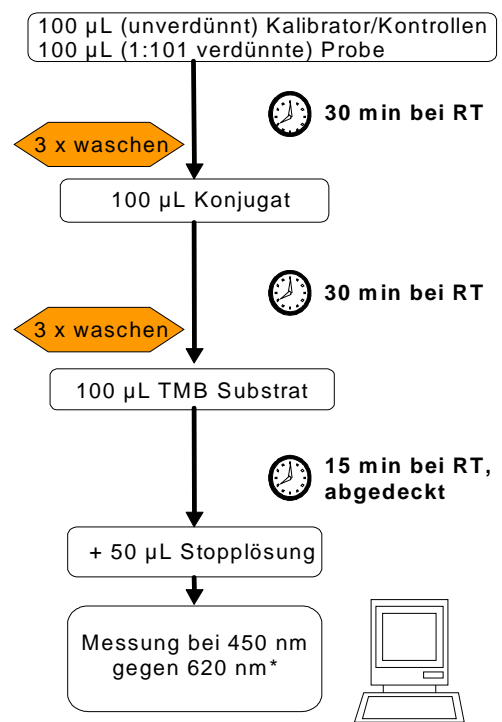 100 µL (unverdünnt) Kalibrator/Kontrollen
100 µL (1:101 verdünnte) Probe
30 min bei RT
3 x waschen
100 µL Konjugat
30 min bei RT
3 x waschen
100 µL TMB Substrat
15 min bei RT,
abgedeckt
+ 50 µL Stopplösung
Messung bei 450 nm
gegen 620 nm*